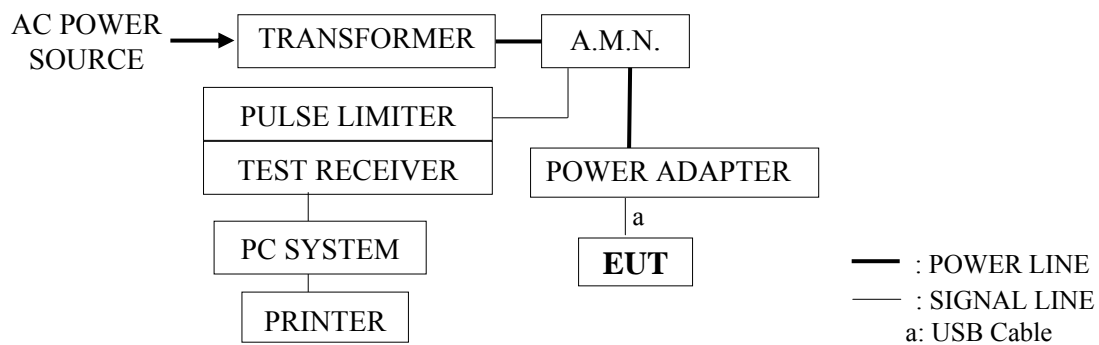 AC POWER
SOURCE
TRANSFORMER
A.M.N.
PULSE LIMITER
TEST RECEIVER
POWER ADAPTER
a
PC SYSTEM
EUT
PRINTER
: POWER LINE
: SIGNAL LINE
a: USB Cable